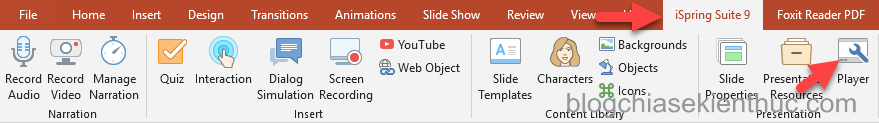 File Home Insert Design Transitions Animations Slide Show Review View iSpring Suite 9 Foxit Reader PDF
Record Audio
Record Video
Manage Narration
Narration
Quiz
Interaction
Dialog Simulation
Screen Recording
YouTube
Web Object
Insert
Slide Templates
Characters
Backgrounds
Objects
Icons
Content Library
Slide Properties
Presentation Resources
Player
Presentation
blogchiasekienthuc.com